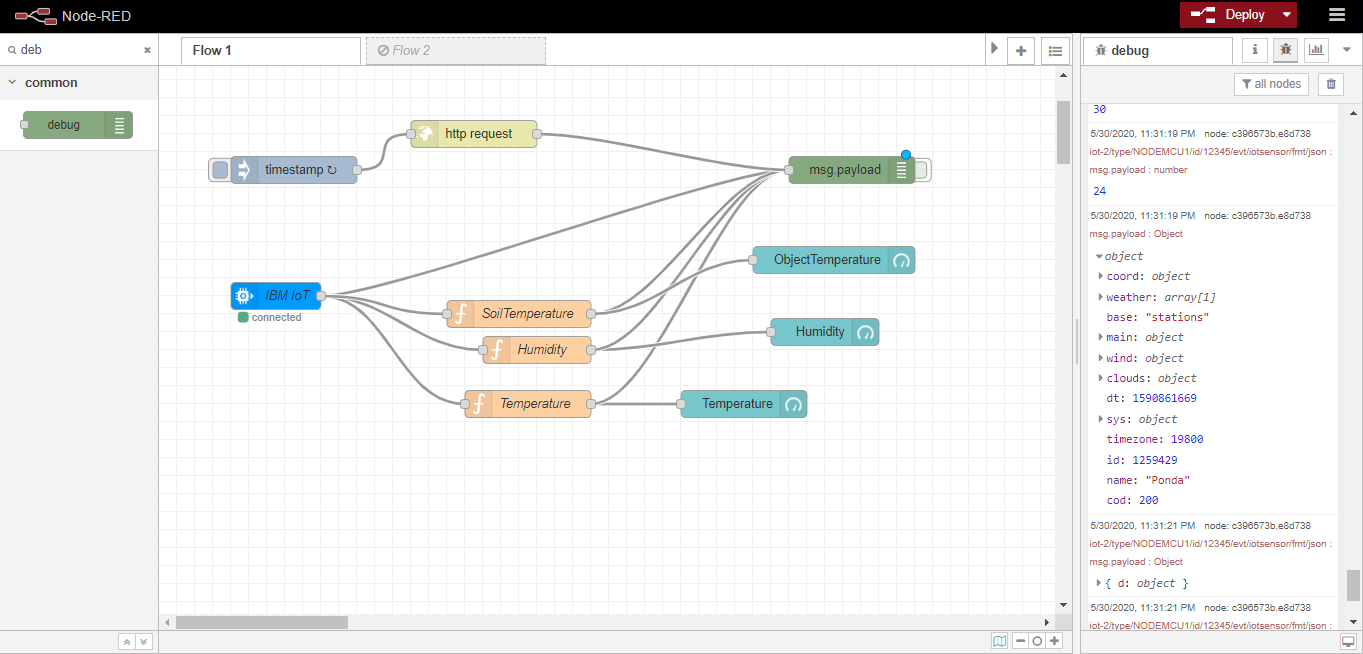 Node-RED
Deploy
deb
common
debug
Flow 1
Flow 2
http request
timestamp ↻
msg.payload
ObjectTemperature
IBM IoT
connected
SoilTemperature
Humidity
Humidity
Temperature
Temperature
debug
all nodes
30
5/30/2020, 11:31:19 PM node: c396573b.e8d738
iot-2/type/NODEMCU1/id/12345/evt/iotsensor/fmt/json :
msg.payload : number
24
5/30/2020, 11:31:19 PM node: c396573b.e8d738
msg.payload : Object
object
coord: object
weather: array[1]
base: "stations"
main: object
wind: object
clouds: object
dt: 1590861669
sys: object
timezone: 19800
id: 1259429
name: "Ponda"
cod: 200
5/30/2020, 11:31:21 PM node: c396573b.e8d738
iot-2/type/NODEMCU1/id/12345/evt/iotsensor/fmt/json :
msg.payload : Object
{ d: object }
5/30/2020, 11:31:21 PM node: c396573b.e8d738
iot-2/type/NODEMCU1/id/12345/evt/iotsensor/fmt/json :